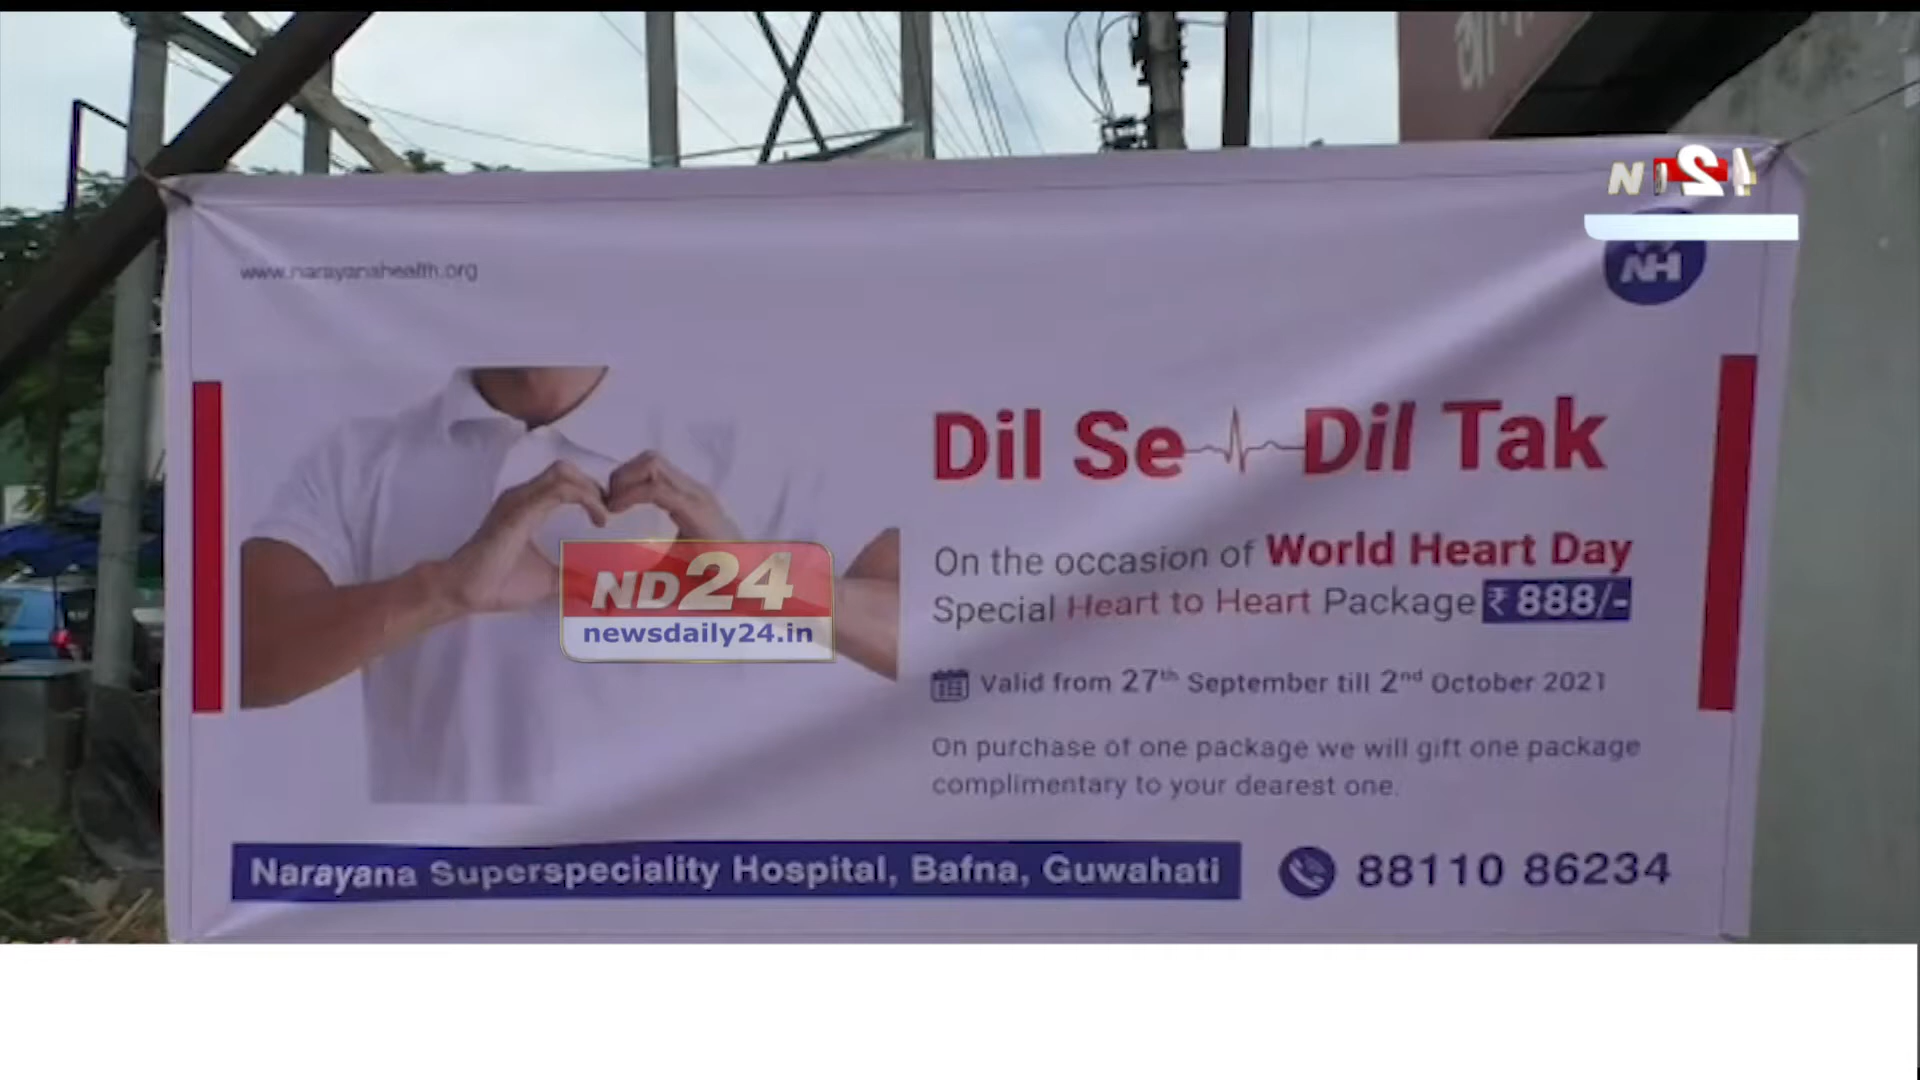 N 24
www.narayanahealth.org
NH
Dil Se Dil Tak
On the occasion of World Heart Day
Special Heart to Heart Package ₹ 888/-
Valid from 27th September till 2nd October 2021
On purchase of one package we will gift one package
complimentary to your dearest one.
ND24
newsdaily24.in
Narayana Superspeciality Hospital, Bafna, Guwahati
88110 86234